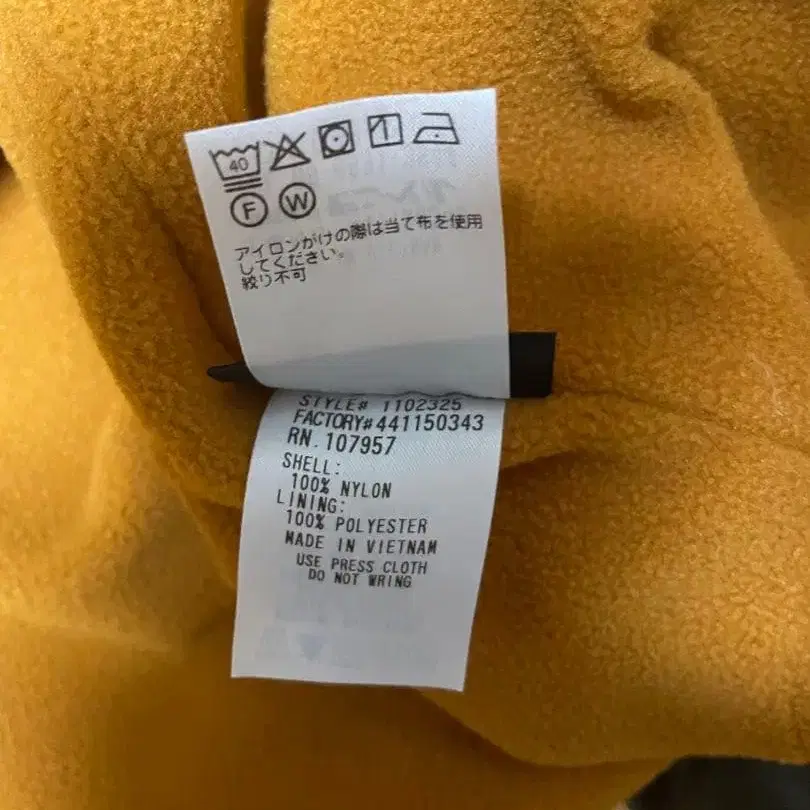 40
F W
アイロンがけの際は当て布を使用
してください。
絞り不可
STYLE# 1102325
FACTORY#441150343
RN.107957
SHELL:
100% NYLON
LINING:
100% POLYESTER
MADE IN VIETNAM
USE PRESS CLOTH
DO NOT WRING